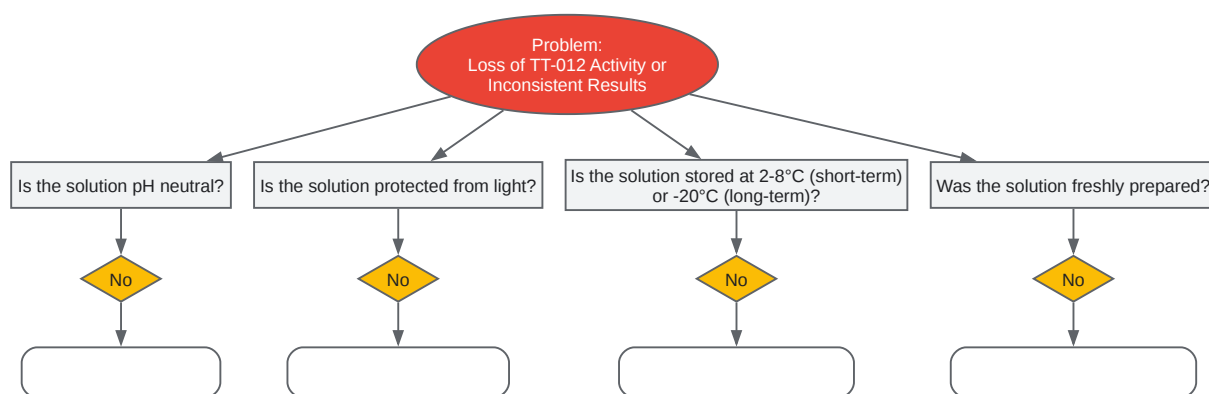 Problem:
Loss of TT-012 Activity or
Inconsistent Results
Is the solution pH neutral?
Is the solution protected from light?
Is the solution stored at 2-8°C (short-term)
or -20°C (long-term)?
Was the solution freshly prepared?
No
No
No
No